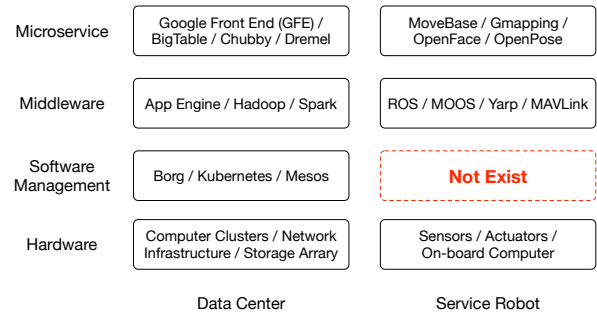 Microservice
Google Front End (GFE) /
BigTable / Chubby / Dremel
MoveBase / Gmapping /
OpenFace / OpenPose
Middleware
App Engine / Hadoop / Spark
ROS / MOOS / Yarp / MAVLink
Software
Management
Borg / Kubernetes / Mesos
Not Exist
Hardware
Computer Clusters / Network
Infrastructure / Storage Arrary
Sensors / Actuators /
On-board Computer
Data Center
Service Robot